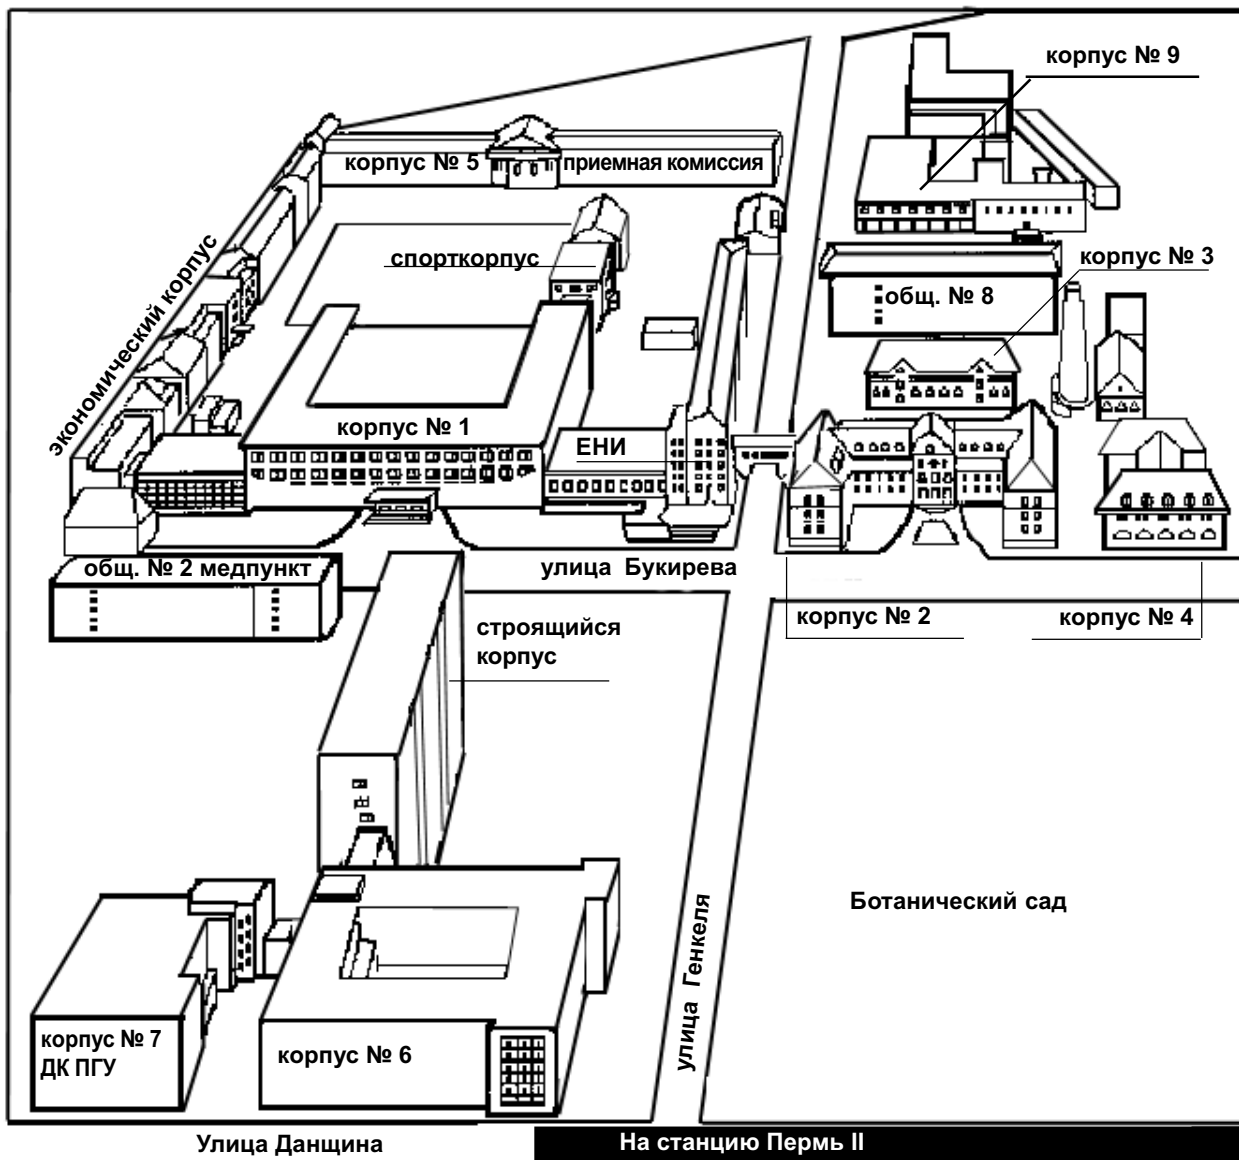 корпус № 9
корпус № 5
приемная комиссия
экономический корпус
спорткорпус
корпус № 3
общ. № 8
корпус № 1
ЕНИ
общ. № 2 медпункт
улица Букирева
корпус № 2
корпус № 4
строящийся
корпус
Ботанический сад
улица Генкеля
корпус № 7
ДК ПГУ
корпус № 6
Улица Данщина
На станцию Пермь II